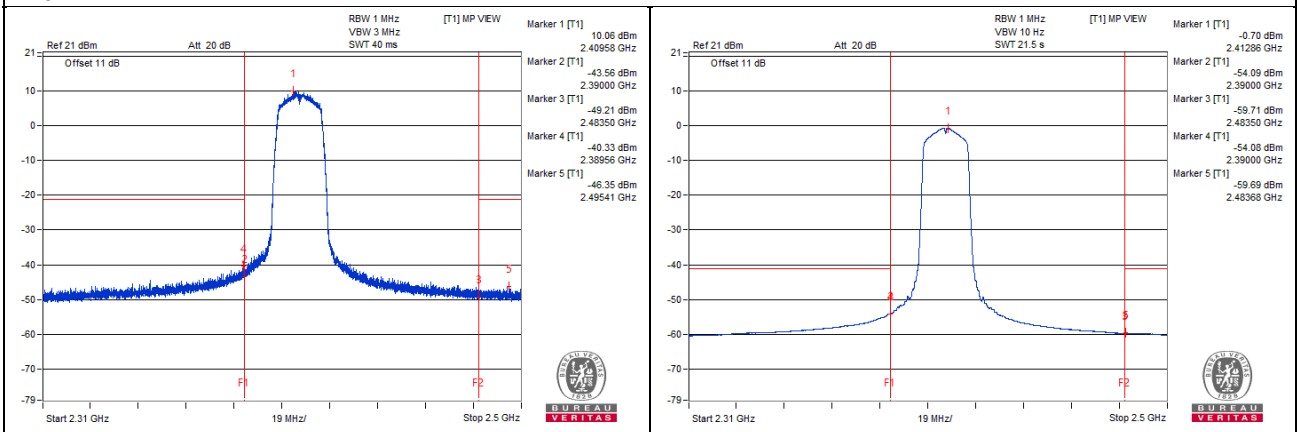 RBW 1 MHz [T1] MP VIEW
VBW 3 MHz
Ref 21 dBm Att 20 dB SWT 40 ms
Offset 11 dB
Marker 1 [T1]
10.06 dBm
2.40958 GHz
Marker 2 [T1]
-43.56 dBm
2.39000 GHz
Marker 3 [T1]
-49.21 dBm
2.48350 GHz
Marker 4 [T1]
-40.33 dBm
2.38956 GHz
Marker 5 [T1]
-46.35 dBm
2.49541 GHz
21
10
0
-10
-20
-30
-40
-50
-60
-70
-79
1
4
2
3
5
F1
F2
Start 2.31 GHz 19 MHz/ Stop 2.5 GHz
BUREAU VERITAS
1828
BUREAU
VERITAS
RBW 1 MHz [T1] MP VIEW
VBW 10 Hz
Ref 21 dBm Att 20 dB SWT 21.5 s
Offset 11 dB
Marker 1 [T1]
-0.70 dBm
2.41286 GHz
Marker 2 [T1]
-54.09 dBm
2.39000 GHz
Marker 3 [T1]
-59.71 dBm
2.48350 GHz
Marker 4 [T1]
-54.08 dBm
2.39000 GHz
Marker 5 [T1]
-59.69 dBm
2.48368 GHz
21
10
0
-10
-20
-30
-40
-50
-60
-70
-79
1
F1
F2
Start 2.31 GHz 19 MHz/ Stop 2.5 GHz
BUREAU VERITAS
1828
BUREAU
VERITAS